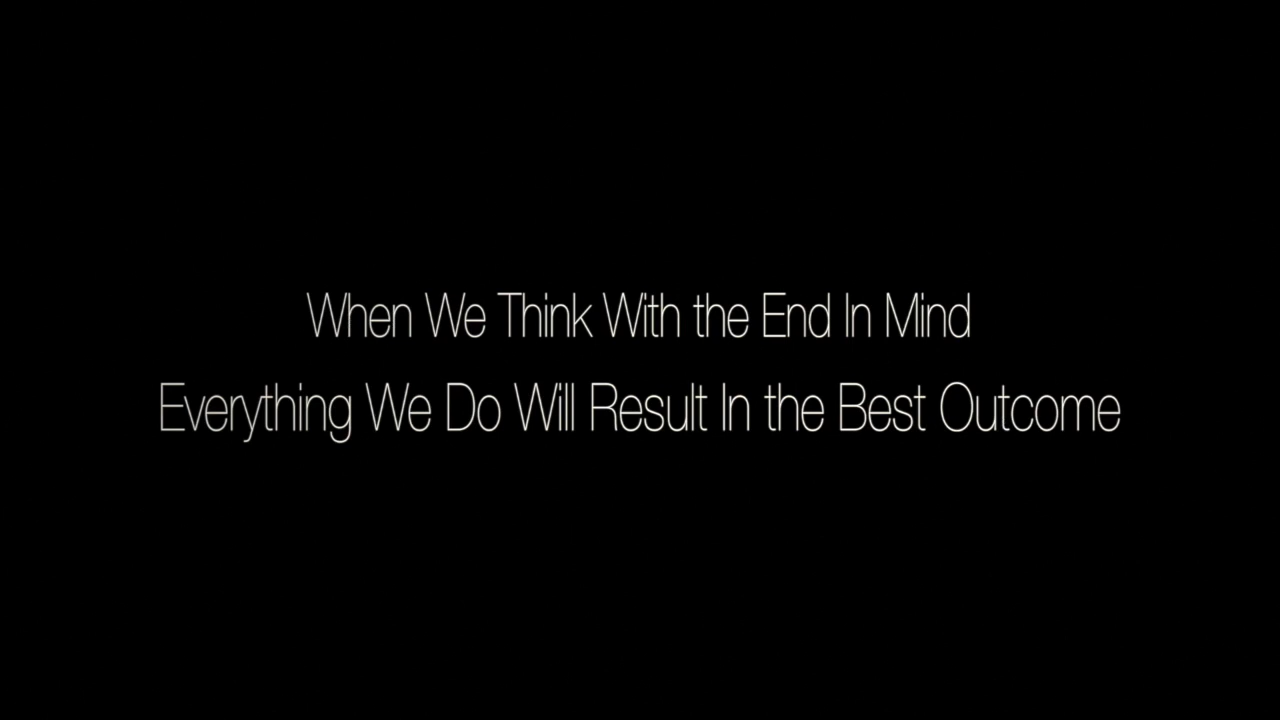 When We Think With the End In Mind
Everything We Do Will Result In the Best Outcome